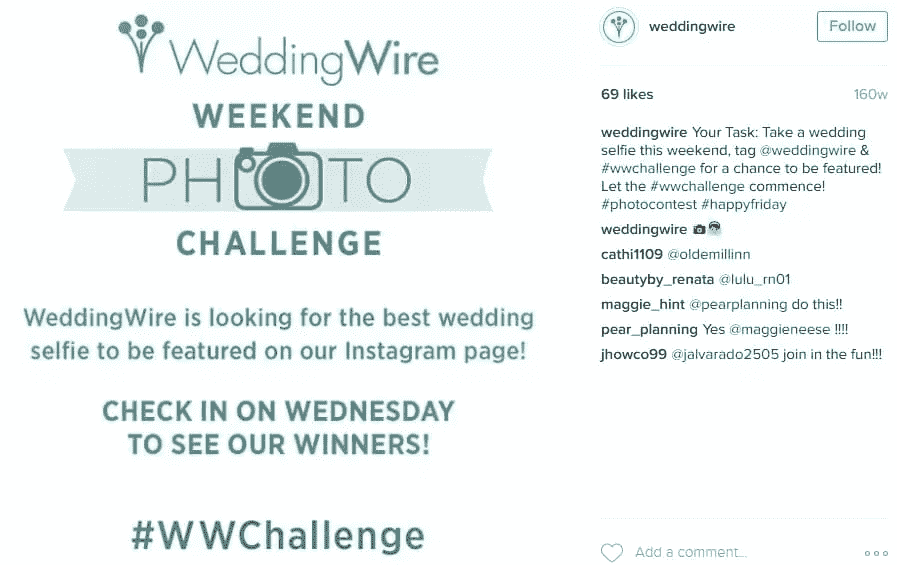 WeddingWire
WEEKEND
PHOTO
CHALLENGE
WeddingWire is looking for the best wedding
selfie to be featured on our Instagram page!
CHECK IN ON WEDNESDAY
TO SEE OUR WINNERS!
#WWChallenge
weddingwire
Follow
69 likes
160w
weddingwire Your Task: Take a wedding
selfie this weekend, tag @weddingwire &
#wwchallenge for a chance to be featured!
Let the #wwchallenge commence!
#photocontest #happyfriday
weddingwire
cathi1109 @oldemillinn
beautyby_renata @lulu_rn01
maggie_hint @pearplanning do this!!
pear_planning Yes @maggieneese !!!!
jhowco99 @jalvarado2505 join in the fun!!!
Add a comment...